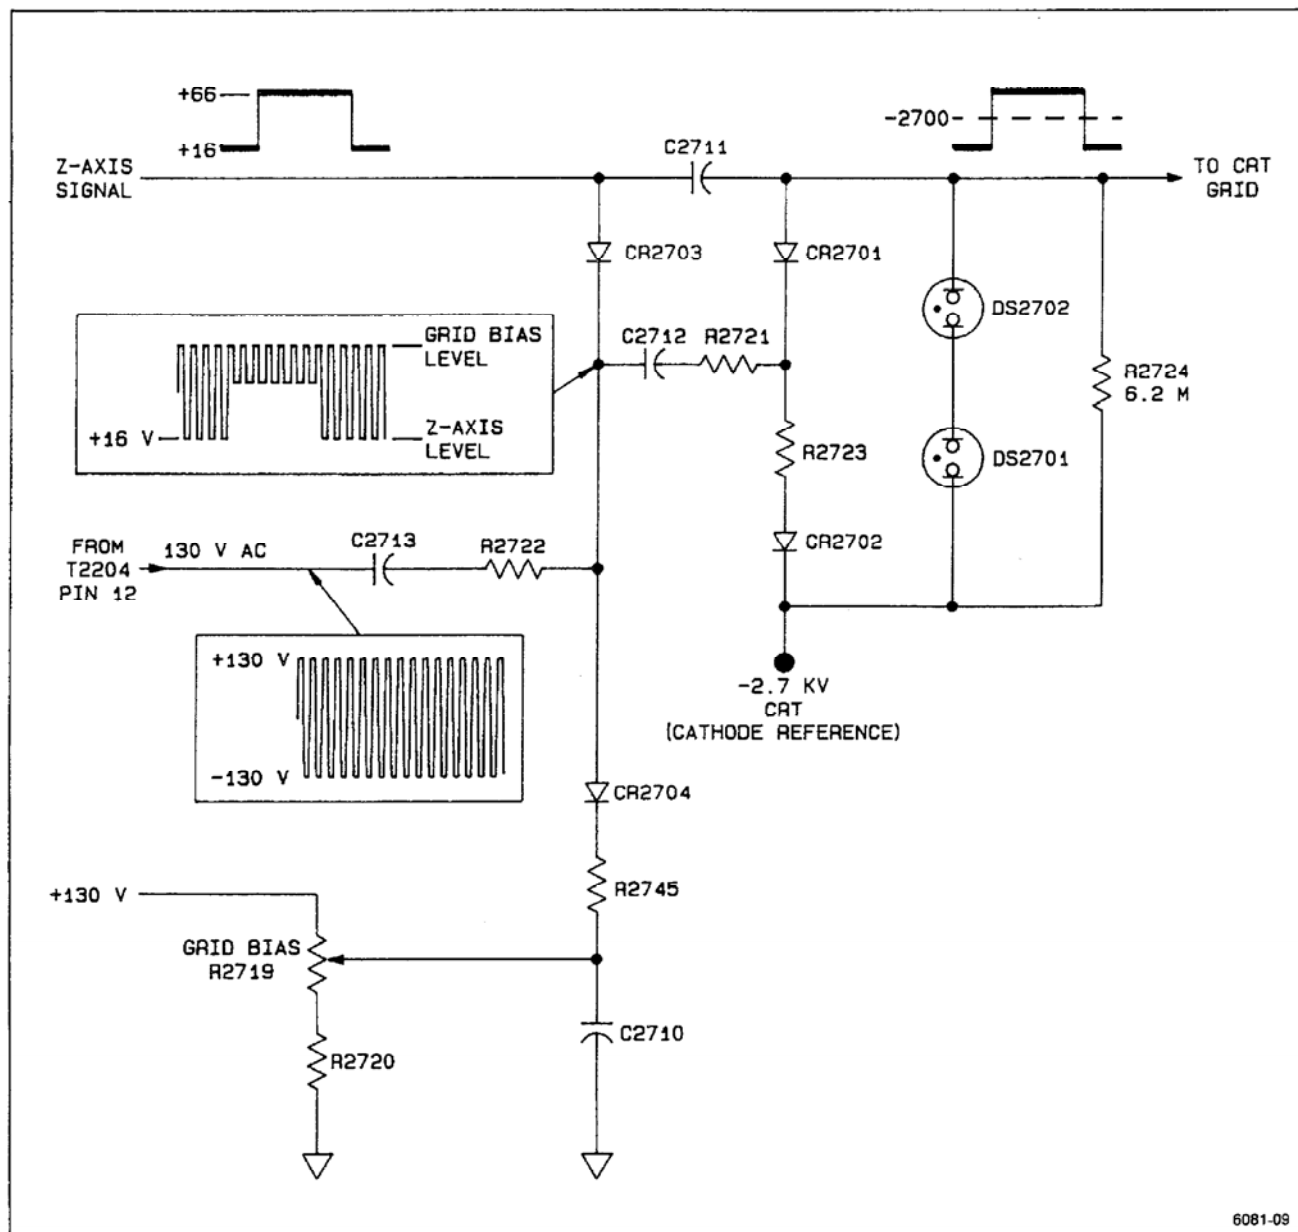 +66
+16
Z-AXIS
SIGNAL
C2711
-2700
TO CRT
GRID
CR2703
CR2701
DS2702
GRID BIAS
LEVEL
+16 V
Z-AXIS
LEVEL
C2712
R2721
R2724
6.2 M
R2723
DS2701
FROM
T2204
PIN 12
130 V AC
C2713
R2722
CR2702
+130 V
-130 V
-2.7 KV
CRT
(CATHODE REFERENCE)
CR2704
+130 V
R2745
GRID BIAS
R2719
C2710
R2720
6081-09